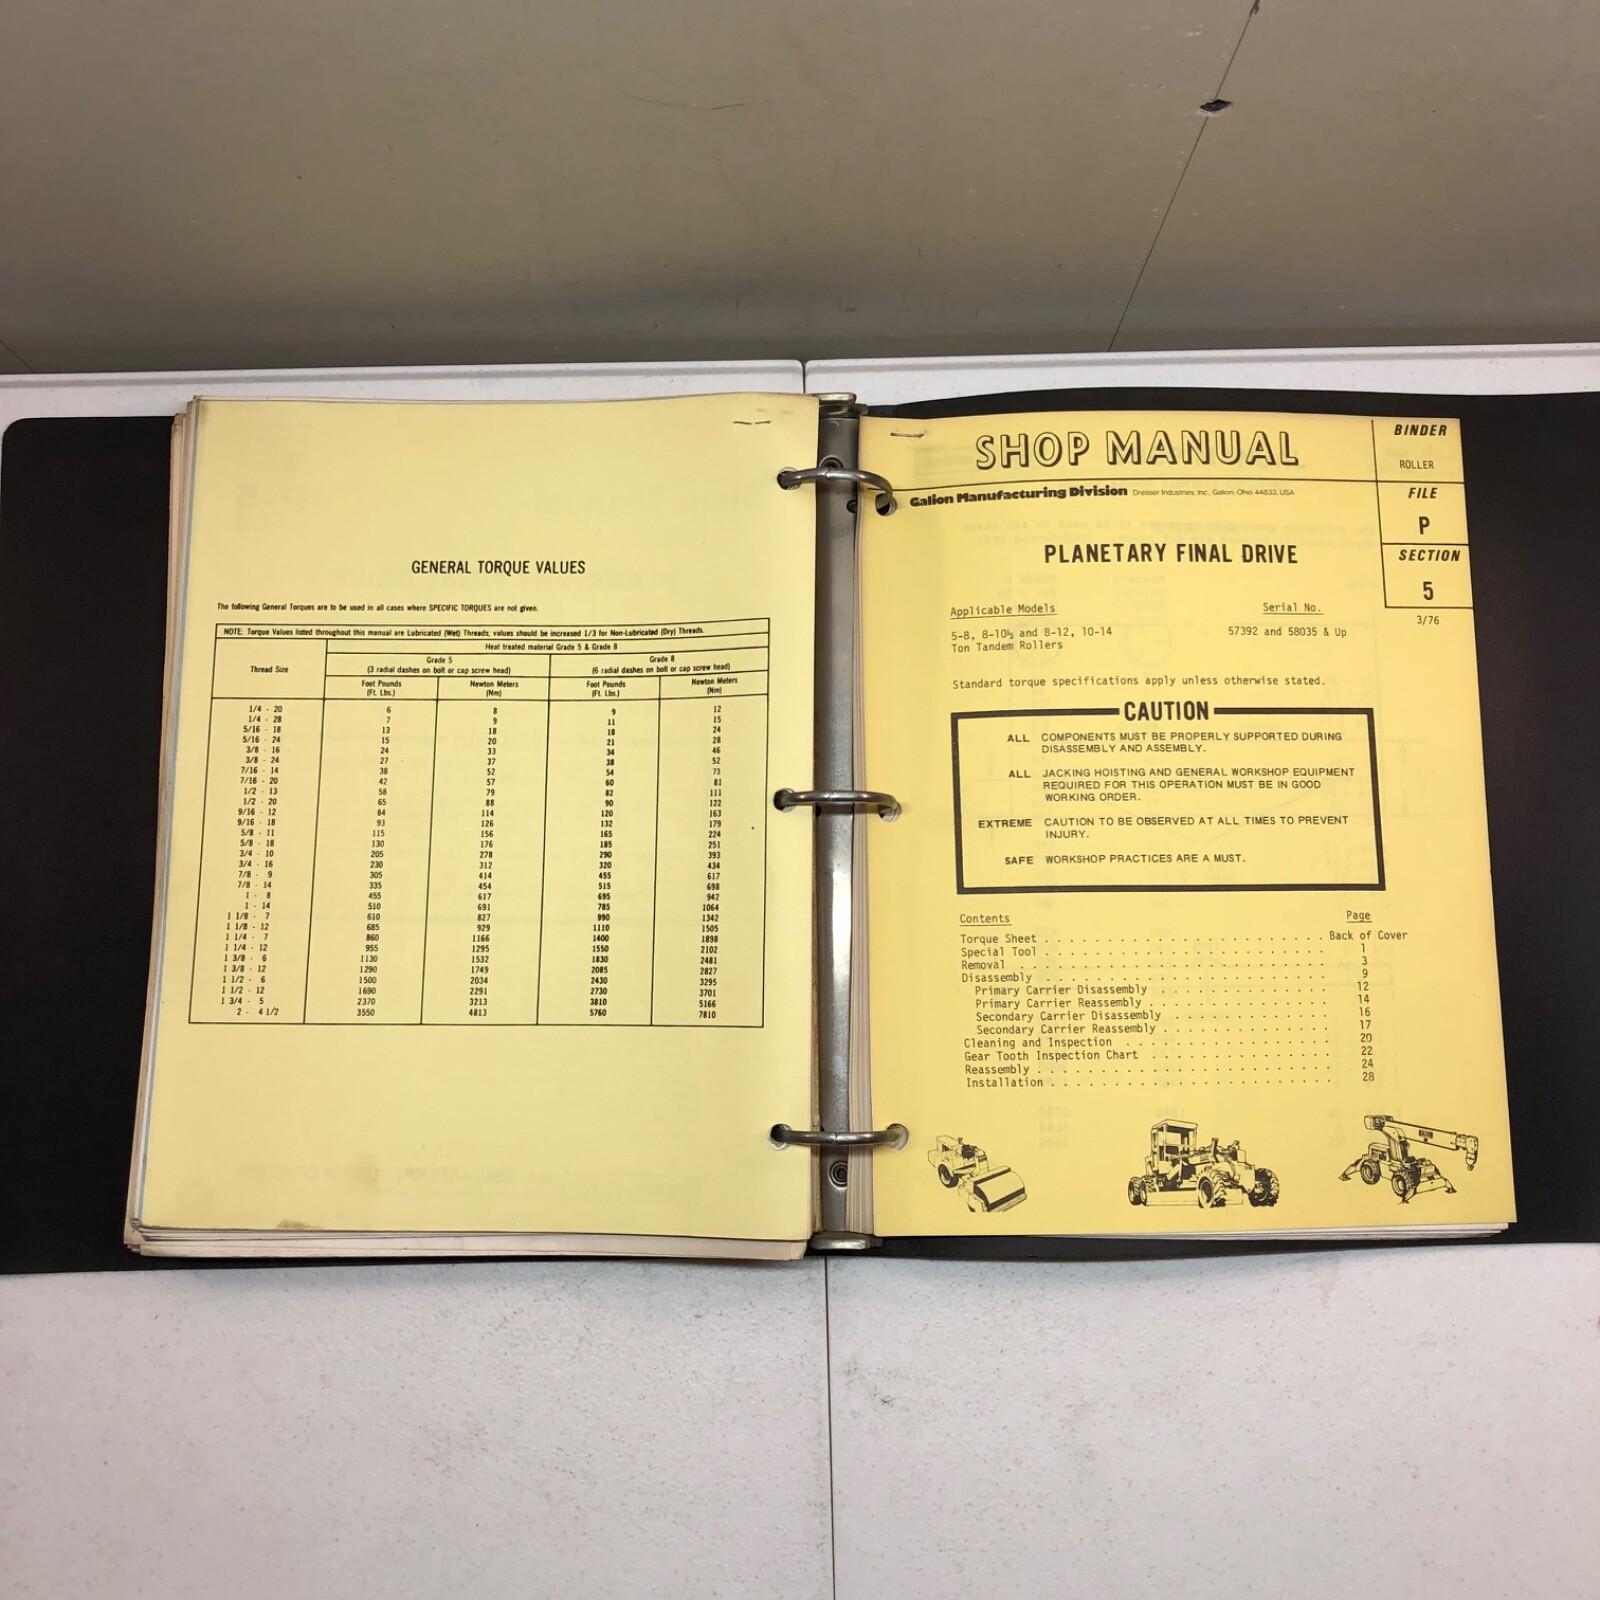 GENERAL TORQUE VALUES
The following General Torques are to be used in all cases where SPECIFIC TORQUES are not given.
NOTE: Torque Values listed throughout this manual are Lubricated (Wet) Threads; values should be increased 1/3 for Non-Lubricated (Dry) Threads.
Heat treated material Grade 5 & Grade 8
Thread Size
Grade 5
(3 radial dashes on bolt or cap screw head)
Grade 8
(6 radial dashes on bolt or cap screw head)
Foot Pounds (Ft. Lbs.) Newton Meters (Nm) Foot Pounds (Ft. Lbs.) Newton Meters (Nm)
1/4 - 20 6 8 9 12
1/4 - 28 7 9 11 15
5/16 - 18 13 18 18 24
5/16 - 24 15 20 21 28
3/8 - 16 24 33 34 46
3/8 - 24 27 37 38 52
7/16 - 14 38 52 54 73
7/16 - 20 42 57 60 81
1/2 - 13 58 79 82 111
1/2 - 20 65 88 90 122
9/16 - 12 84 114 120 163
9/16 - 18 93 126 132 179
5/8 - 11 115 156 165 224
5/8 - 18 130 176 185 251
3/4 - 10 205 278 290 393
3/4 - 16 230 312 320 434
7/8 - 9 305 414 455 617
7/8 - 14 335 454 515 698
1 - 8 455 617 695 942
1 - 14 510 691 785 1064
1 1/8 - 7 610 827 990 1342
1 1/8 - 12 685 929 1110 1505
1 1/4 - 7 860 1166 1400 1898
1 1/4 - 12 955 1295 1550 2102
1 3/8 - 6 1130 1532 1830 2481
1 3/8 - 12 1290 1749 2085 2827
1 1/2 - 6 1500 2034 2430 3295
1 1/2 - 12 1690 2291 2730 3701
1 3/4 - 5 2370 3213 3810 5166
2 - 4 1/2 3550 4813 5760 7810
SHOP MANUAL
Galion Manufacturing Division Dresser Industries, Inc., Galion, Ohio 44833, USA
BINDER
ROLLER
FILE
P
SECTION
5
3/76
PLANETARY FINAL DRIVE
Applicable Models Serial No.
5-8, 8-10½ and 8-12, 10-14 57392 and 58035 & Up
Ton Tandem Rollers
Standard torque specifications apply unless otherwise stated.
CAUTION
ALL COMPONENTS MUST BE PROPERLY SUPPORTED DURING
DISASSEMBLY AND ASSEMBLY.
ALL JACKING HOISTING AND GENERAL WORKSHOP EQUIPMENT
REQUIRED FOR THIS OPERATION MUST BE IN GOOD
WORKING ORDER.
EXTREME CAUTION TO BE OBSERVED AT ALL TIMES TO PREVENT
INJURY.
SAFE WORKSHOP PRACTICES ARE A MUST.
Contents Page
Torque Sheet . . . . . . . . . . . . . . . . . . . . . . . . Back of Cover
Special Tool . . . . . . . . . . . . . . . . . . . . . . . . 1
Removal . . . . . . . . . . . . . . . . . . . . . . . . . . 3
Disassembly . . . . . . . . . . . . . . . . . . . . . . . . 9
Primary Carrier Disassembly . . . . . . . . . . . . . . . 12
Primary Carrier Reassembly . . . . . . . . . . . . . . . 14
Secondary Carrier Disassembly . . . . . . . . . . . . . 16
Secondary Carrier Reassembly . . . . . . . . . . . . . . 17
Cleaning and Inspection . . . . . . . . . . . . . . . . . 20
Gear Tooth Inspection Chart . . . . . . . . . . . . . . . 22
Reassembly . . . . . . . . . . . . . . . . . . . . . . . . 24
Installation . . . . . . . . . . . . . . . . . . . . . . . 28